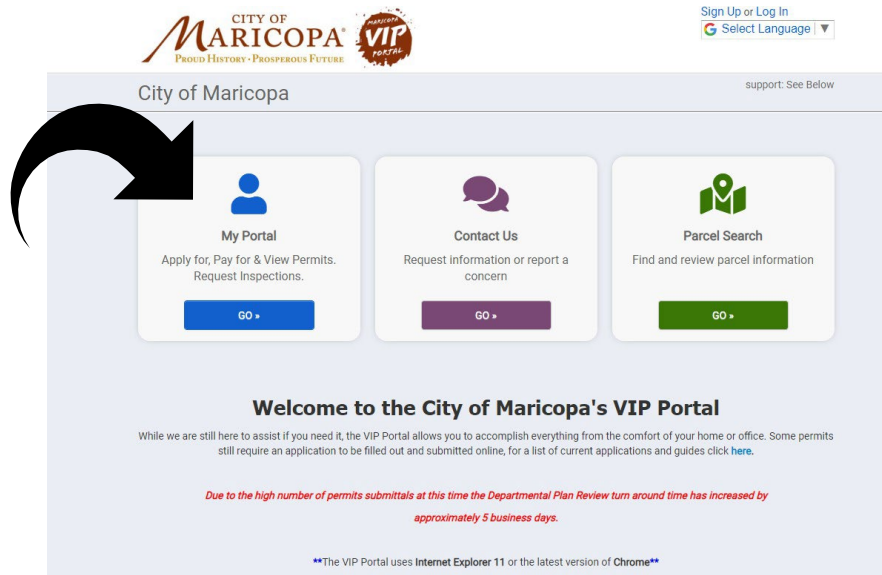 CITY OF
MARICOPA
PROUD HISTORY • PROSPEROUS FUTURE
MARICOPA
VIP
PORTAL
Sign Up or Log In
G Select Language ▼
City of Maricopa
support: See Below
My Portal
Apply for, Pay for & View Permits.
Request Inspections.
GO »
Contact Us
Request information or report a
concern
GO »
Parcel Search
Find and review parcel information
GO »
Welcome to the City of Maricopa's VIP Portal
While we are still here to assist if you need it, the VIP Portal allows you to accomplish everything from the comfort of your home or office. Some permits
still require an application to be filled out and submitted online, for a list of current applications and guides click here.
Due to the high number of permits submittals at this time the Departmental Plan Review turn around time has increased by
approximately 5 business days.
**The VIP Portal uses Internet Explorer 11 or the latest version of Chrome**